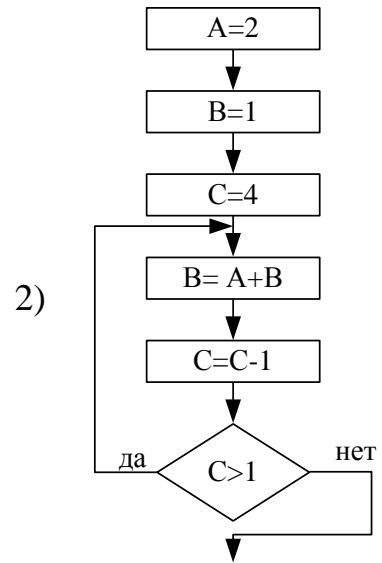 A=2
B=1
C=4
2)
B= A+B
C=C-1
да
нет
C>1